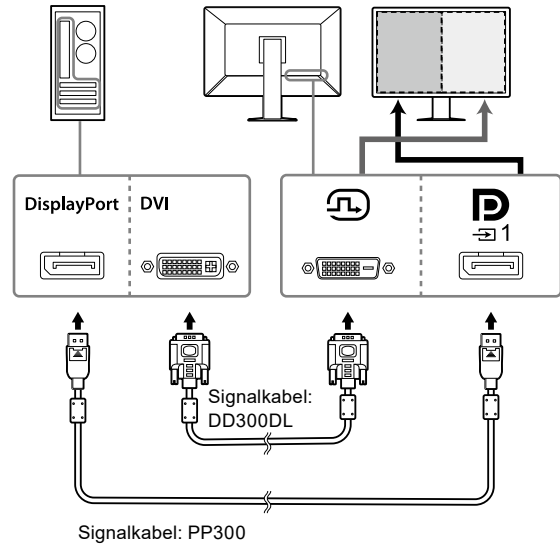 DisplayPort
DVI
1
Signalkabel:
DD300DL
Signalkabel: PP300